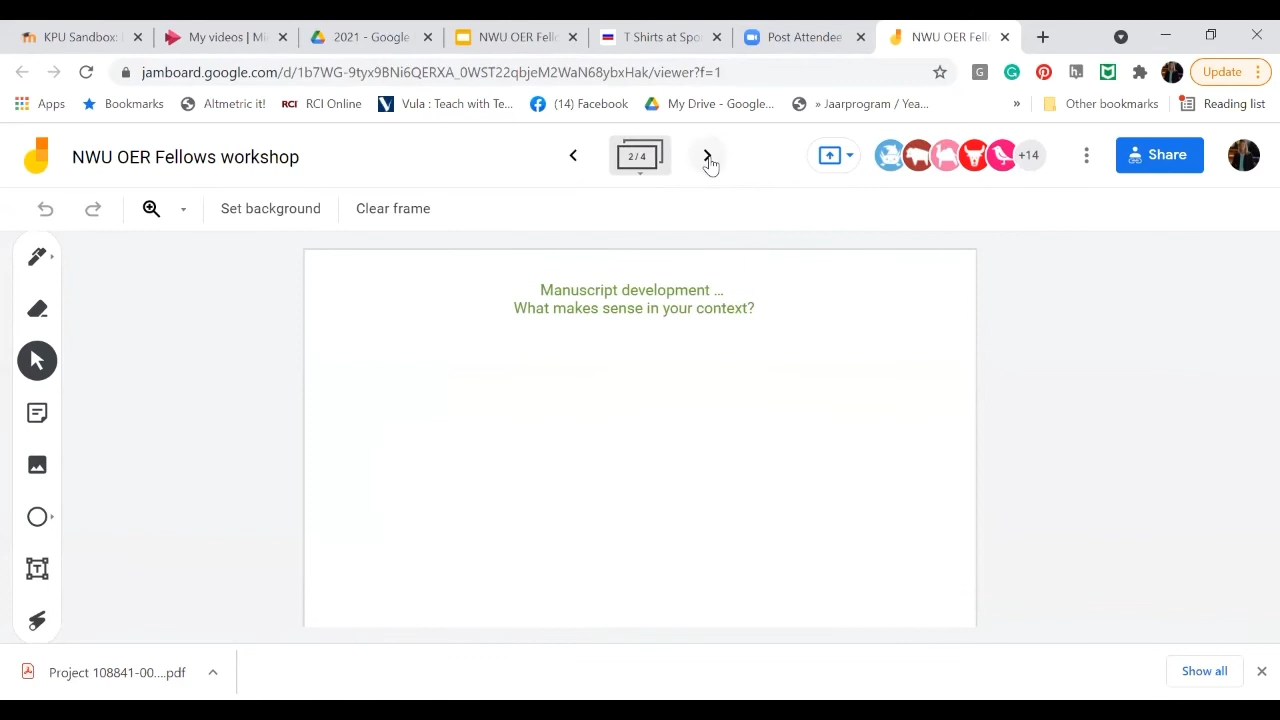 KPU Sandbox:
My videos | Mi
2021 - Google
NWU OER Fell
T Shirts at Spo
Post Attendee
NWU OER Fell
jamboard.google.com/d/1b7WG-9tyx9BNi6QERXA_0WST22qbjeM2WaN68ybxHak/viewer?f=1
Update
Apps
Bookmarks
Altmetric it!
RCI
RCI Online
Vula : Teach with Te...
(14) Facebook
My Drive - Google...
» Jaarprogram / Yea...
»
Other bookmarks
Reading list
NWU OER Fellows workshop
2 / 4
+14
Share
Set background
Clear frame
Manuscript development ...
What makes sense in your context?
Project 108841-00....pdf
Show all